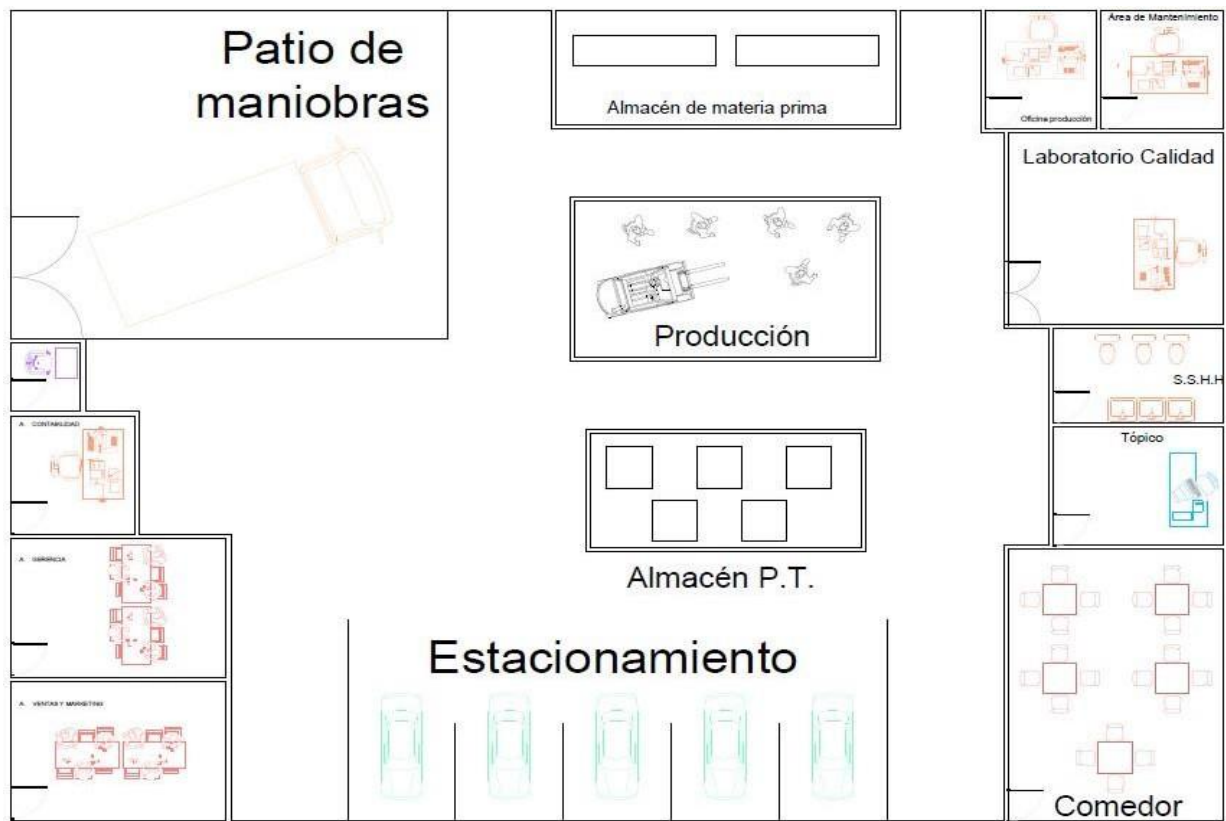 Patio de
maniobras
Almacén de materia prima
Oficina producción
Área de Mantenimiento
Laboratorio Calidad
Producción
S.S.H.H
Tópico
A. CONTABILIDAD
A. GERENCIA
Almacén P.T.
Estacionamiento
A. VENTAS Y MARKETING
Comedor